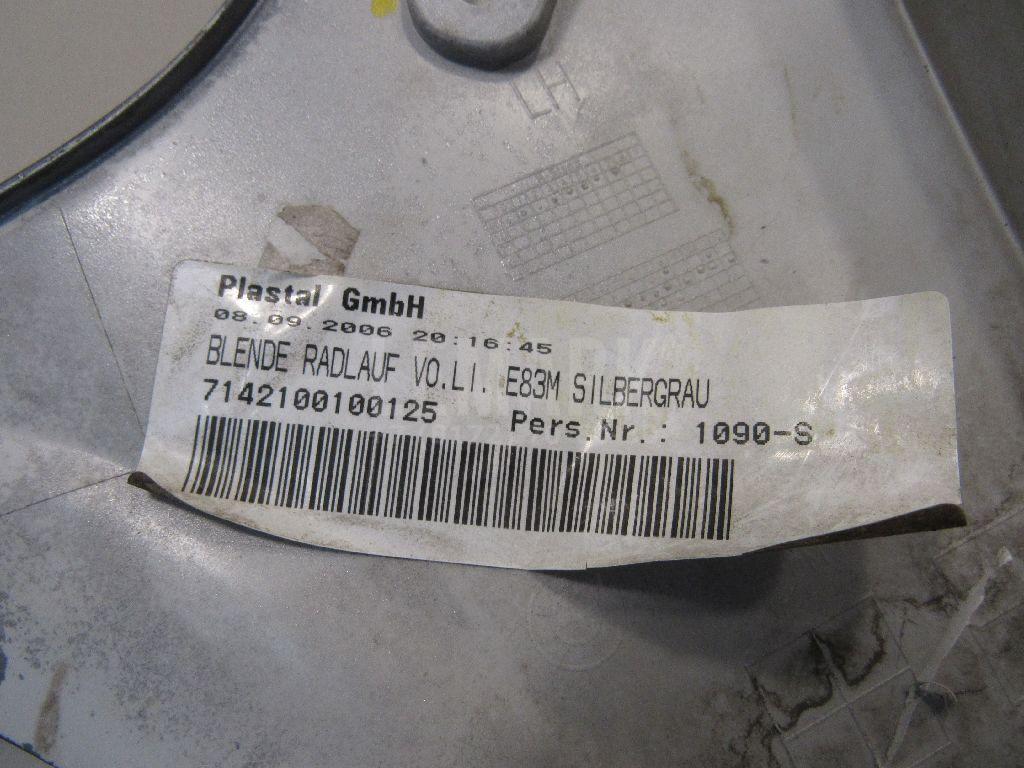 LH
Plastal GmbH
08.09.2006 20:16:45
BLENDE RADLAUF VO.LI. E83M SILBERGRAU
7142100100125 Pers.Nr.: 1090-S